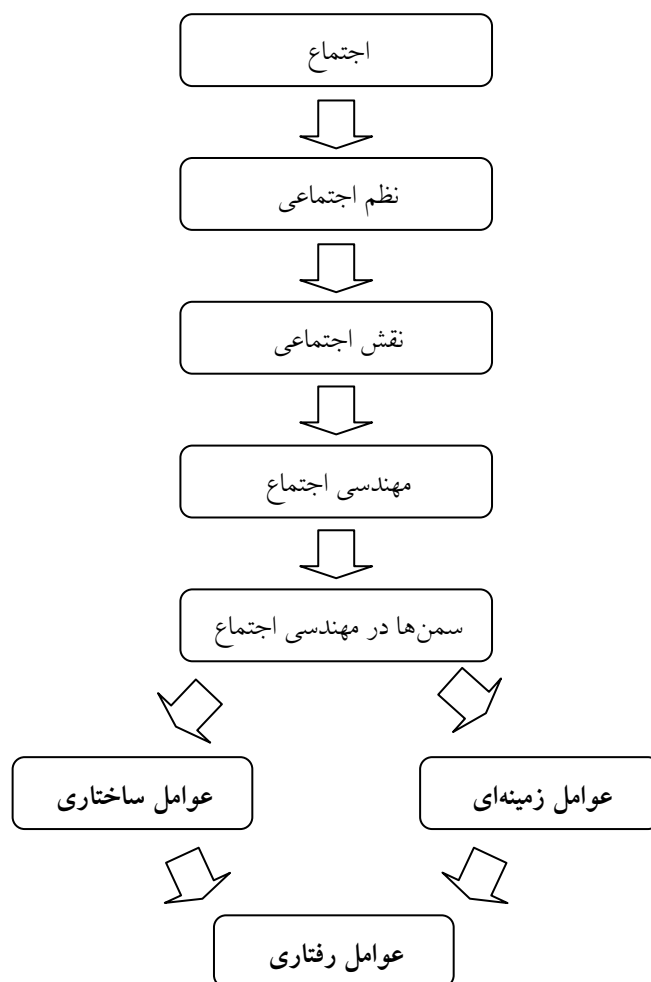 اجتماع
نظم اجتماعی
نقش اجتماعی
مهندسی اجتماع
سمن‌ها در مهندسی اجتماع
عوامل زمینه‌ای
عوامل ساختاری
عوامل رفتاری